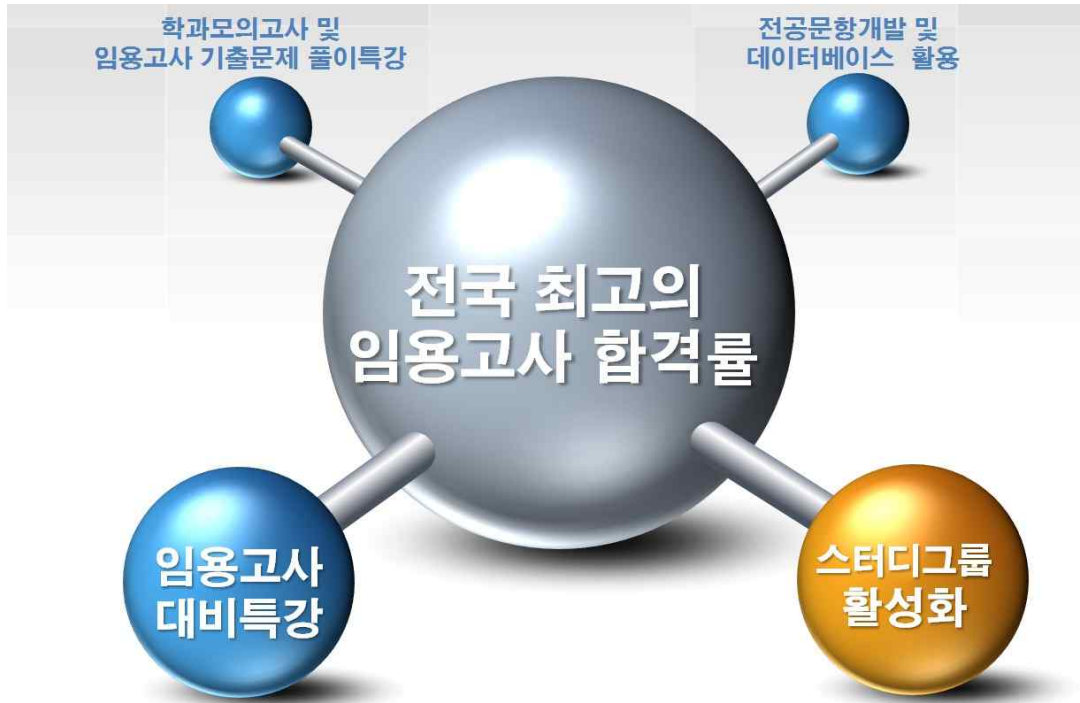 학과모의고사 및
임용고사 기출문제 풀이특강
전공문항개발 및
데이터베이스 활용
전국 최고의
임용고사 합격률
임용고사
대비특강
스터디그룹
활성화